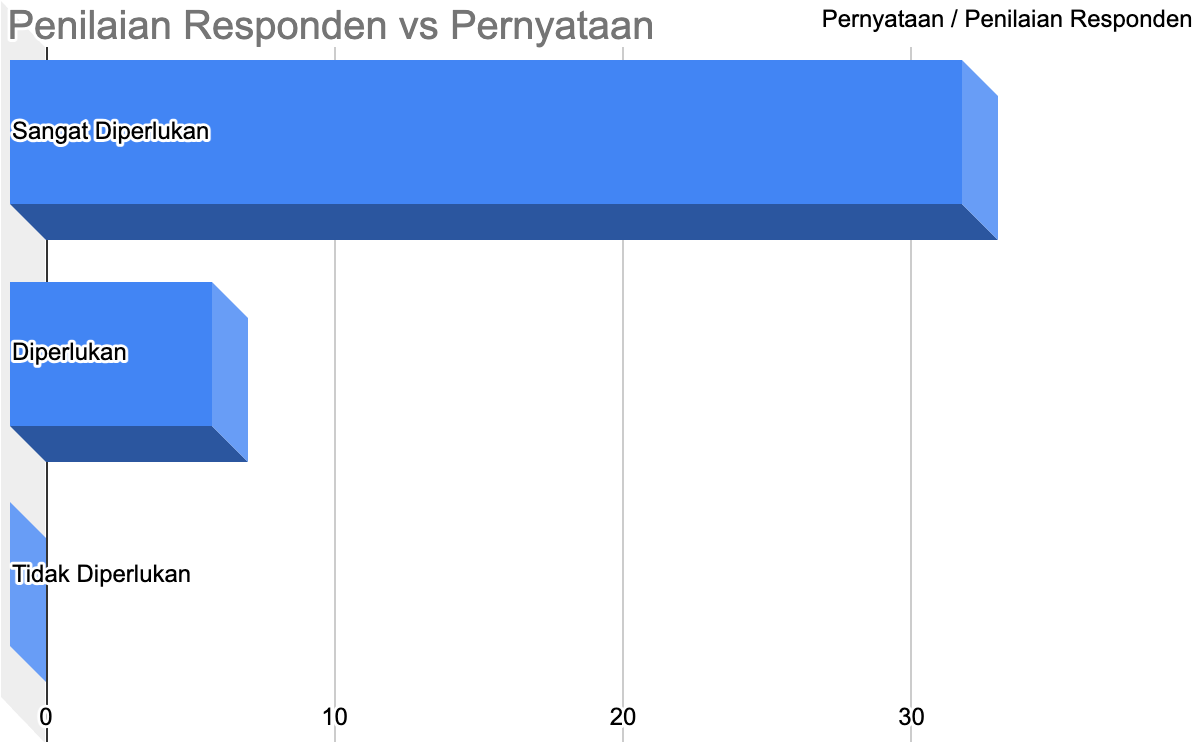 Penilaian Responden vs Pernyataan
Pernyataan / Penilaian Responden
Sangat Diperlukan
Diperlukan
Tidak Diperlukan
0 10 20 30